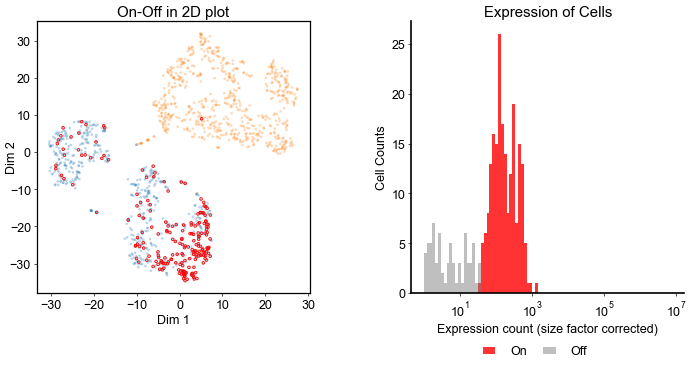 On-Off in 2D plot
Dim 2
30
20
10
0
−10
−20
−30
−30 −20 −10 0 10 20 30
Dim 1
Expression of Cells
Cell Counts
25
20
15
10
5
0
10^1 10^3 10^5 10^7
Expression count (size factor corrected)
On Off